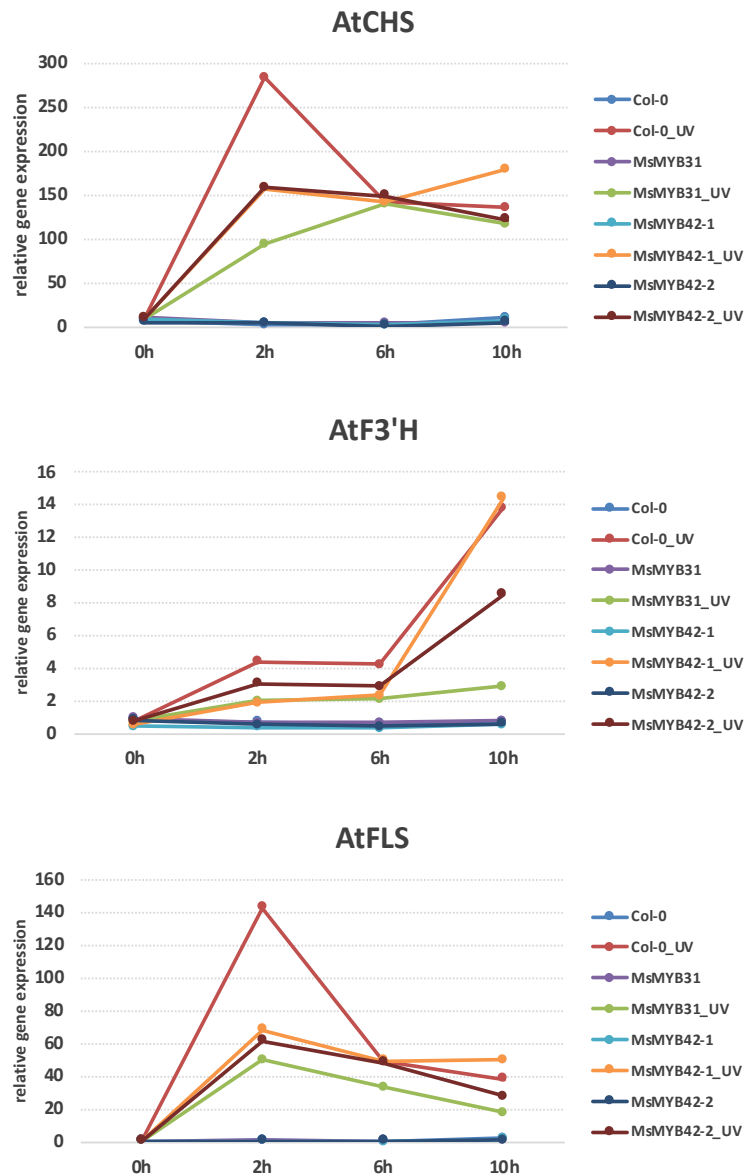 AtCHS
relative gene expression
300
250
200
150
100
50
0
0h 2h 6h 10h
Col-0
Col-0_UV
MsMYB31
MsMYB31_UV
MsMYB42-1
MsMYB42-1_UV
MsMYB42-2
MsMYB42-2_UV
AtF3'H
relative gene expression
16
14
12
10
8
6
4
2
0
0h 2h 6h 10h
Col-0
Col-0_UV
MsMYB31
MsMYB31_UV
MsMYB42-1
MsMYB42-1_UV
MsMYB42-2
MsMYB42-2_UV
AtFLS
relative gene expression
160
140
120
100
80
60
40
20
0
0h 2h 6h 10h
Col-0
Col-0_UV
MsMYB31
MsMYB31_UV
MsMYB42-1
MsMYB42-1_UV
MsMYB42-2
MsMYB42-2_UV